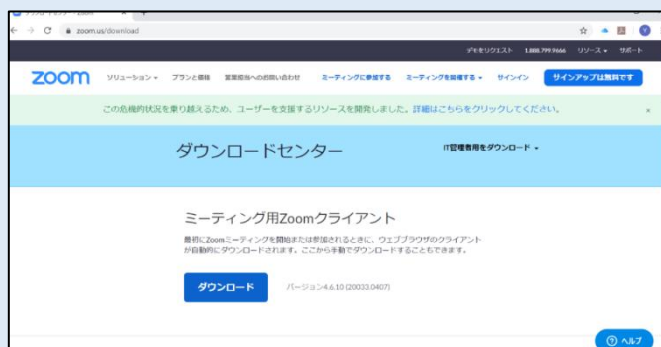 ダウンロードセンター - Zoom
zoom.us/download
デモをリクエスト 1.888.799.9666 リソース サポート
zoom ソリューション プランと価格 営業担当へのお問い合わせ ミーティングに参加する ミーティングを開催する サインイン サインアップは無料です
この危機的状況を乗り越えるため、ユーザーを支援するリソースを開発しました。詳細はこちらをクリックしてください。
ダウンロードセンター IT管理者用をダウンロード
ミーティング用Zoomクライアント
最初にZoomミーティングを開始または参加されるときに、ウェブブラウザのクライアント
が自動的にダウンロードされます。ここから手動でダウンロードすることもできます。
ダウンロード バージョン4.6.10 (20033.0407)
ヘルプ